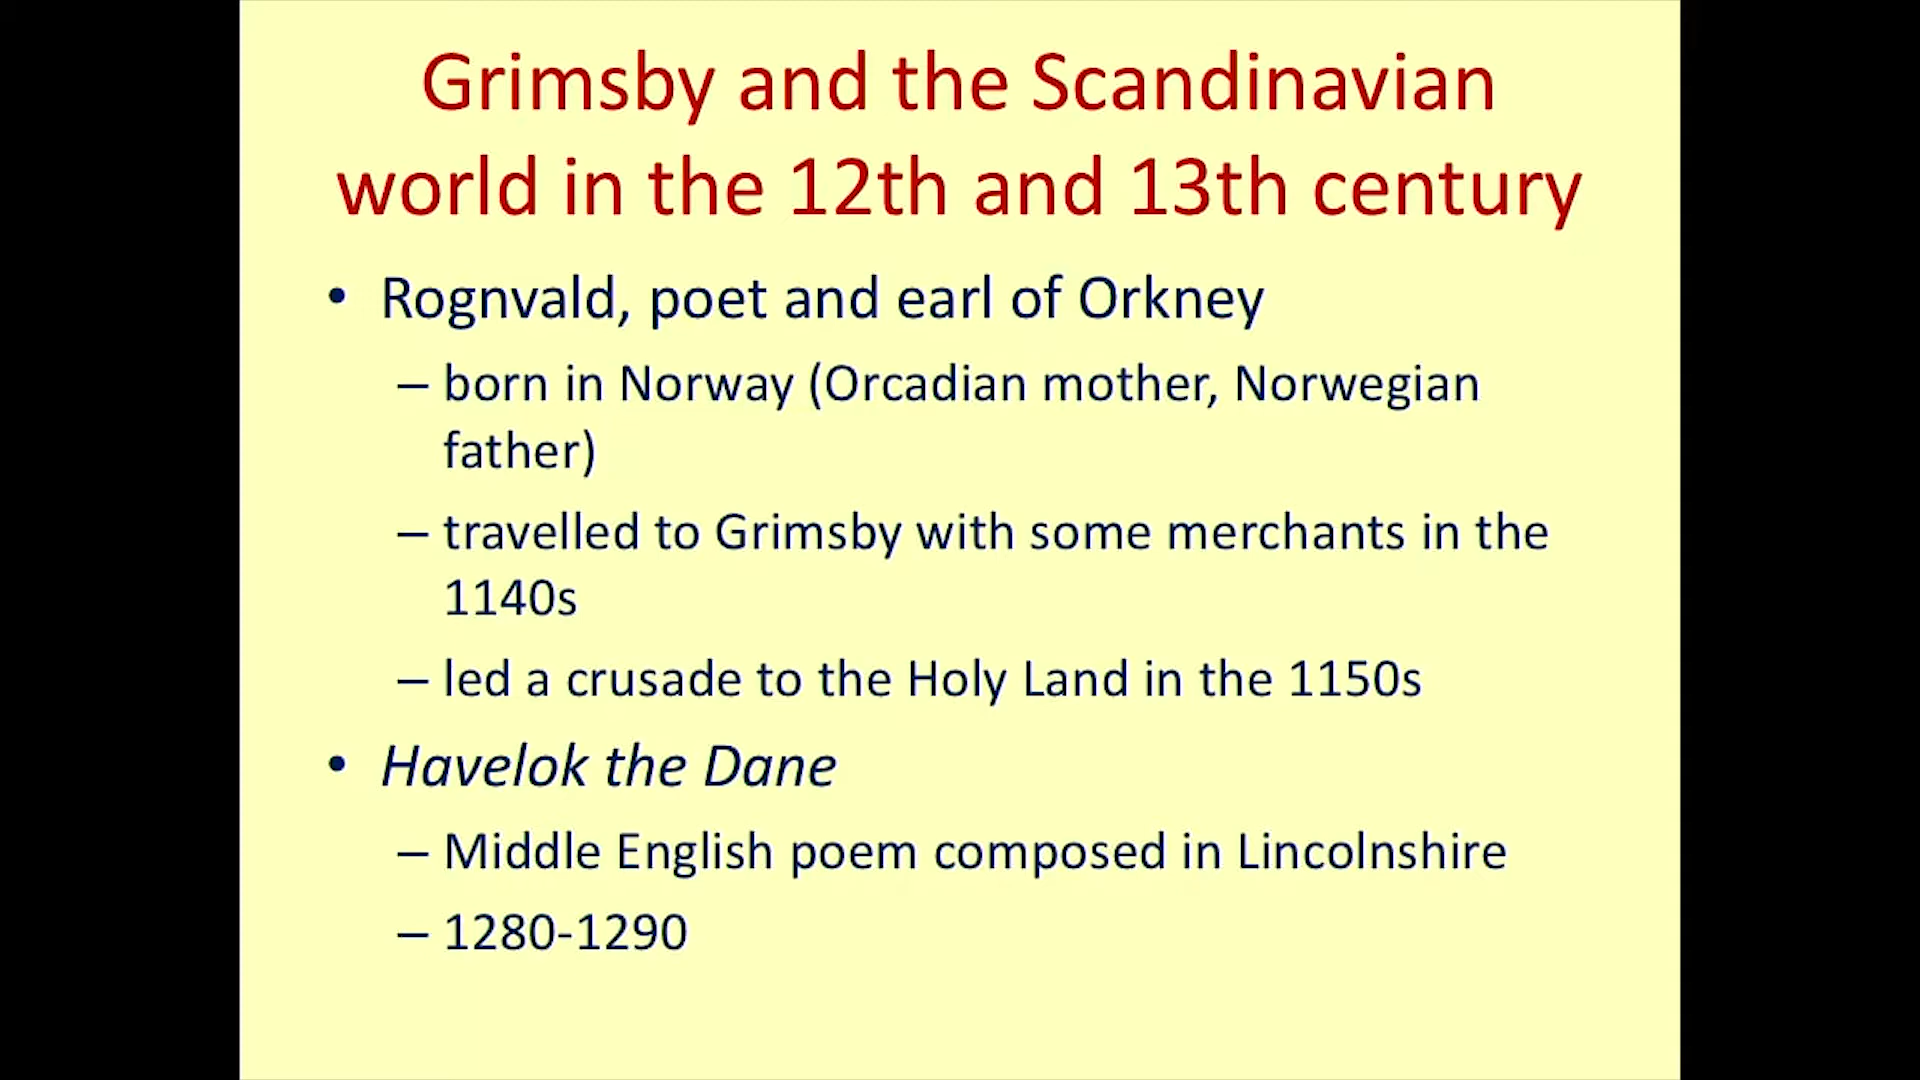 Grimsby and the Scandinavian
world in the 12th and 13th century
• Rognvald, poet and earl of Orkney
– born in Norway (Orcadian mother, Norwegian
father)
– travelled to Grimsby with some merchants in the
1140s
– led a crusade to the Holy Land in the 1150s
• Havelok the Dane
– Middle English poem composed in Lincolnshire
– 1280-1290